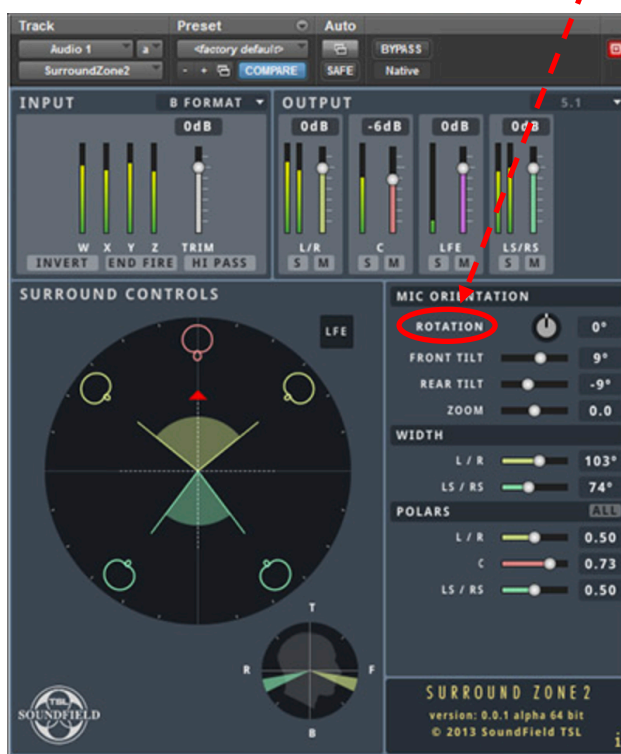 Track Preset Auto
Audio 1 a <factory default> BYPASS
SurroundZone2 - + COMPARE SAFE Native
INPUT B FORMAT OUTPUT 5.1
0dB 0dB -6dB 0dB 0dB
W X Y Z TRIM L/R C LFE LS/RS
INVERT END FIRE HI PASS S M S M S M S M
SURROUND CONTROLS
LFE
T
R F
B
TSL
SOUNDFIELD
MIC ORIENTATION
ROTATION 0°
FRONT TILT 9°
REAR TILT -9°
ZOOM 0.0
WIDTH
L / R 103°
LS / RS 74°
POLARS ALL
L / R 0.50
C 0.73
LS / RS 0.50
SURROUND ZONE 2
version: 0.0.1 alpha 64 bit
© 2013 SoundField TSL
i